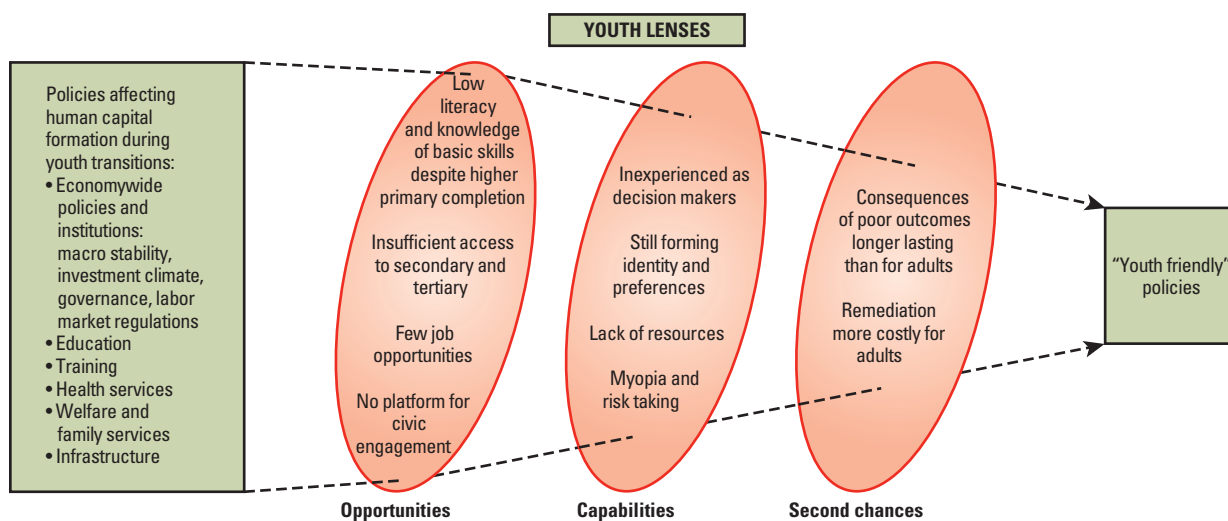 YOUTH LENSES
Policies affecting
human capital
formation during
youth transitions:
• Economywide
policies and
institutions:
macro stability,
investment climate,
governance, labor
market regulations
• Education
• Training
• Health services
• Welfare and
family services
• Infrastructure
Low
literacy
and knowledge
of basic skills
despite higher
primary completion
Insufficient access
to secondary and
tertiary
Few job
opportunities
No platform for
civic
engagement
Opportunities
Inexperienced as
decision makers
Still forming
identity and
preferences
Lack of resources
Myopia and
risk taking
Capabilities
Consequences
of poor outcomes
longer lasting
than for adults
Remediation
more costly for
adults
Second chances
“Youth friendly”
policies